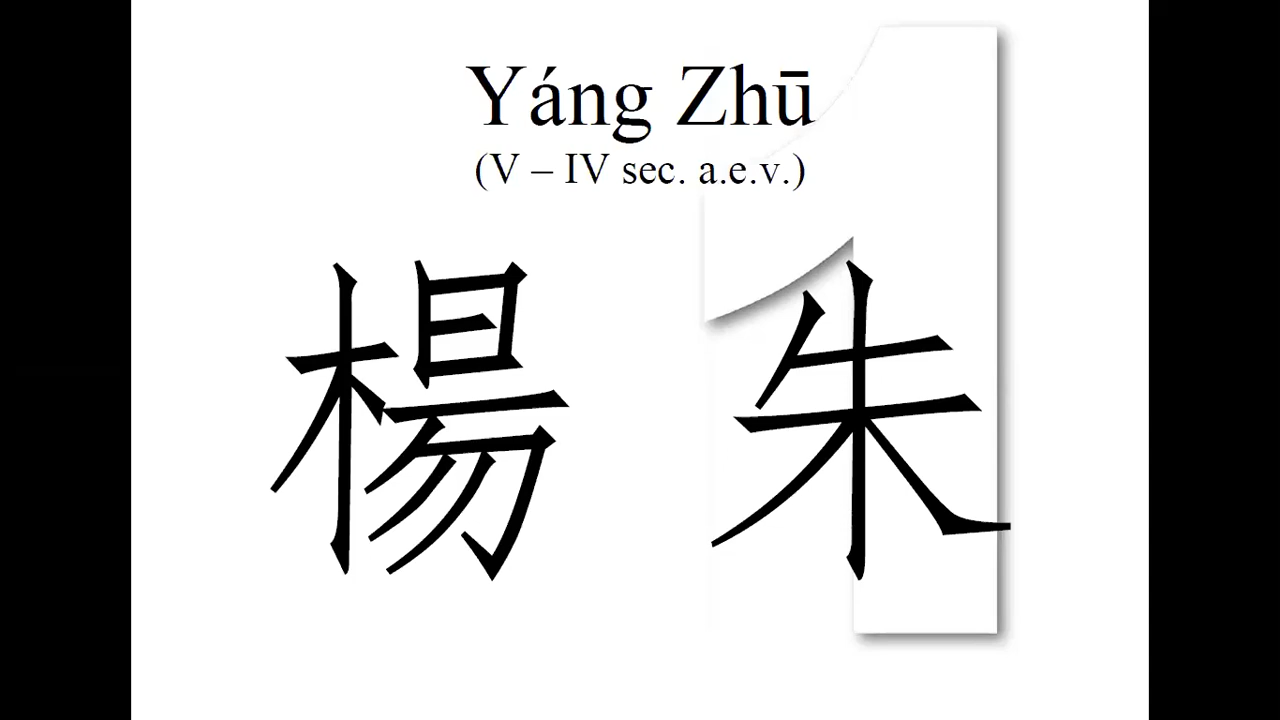 Yáng Zhū
(V – IV sec. a.e.v.)
楊 朱